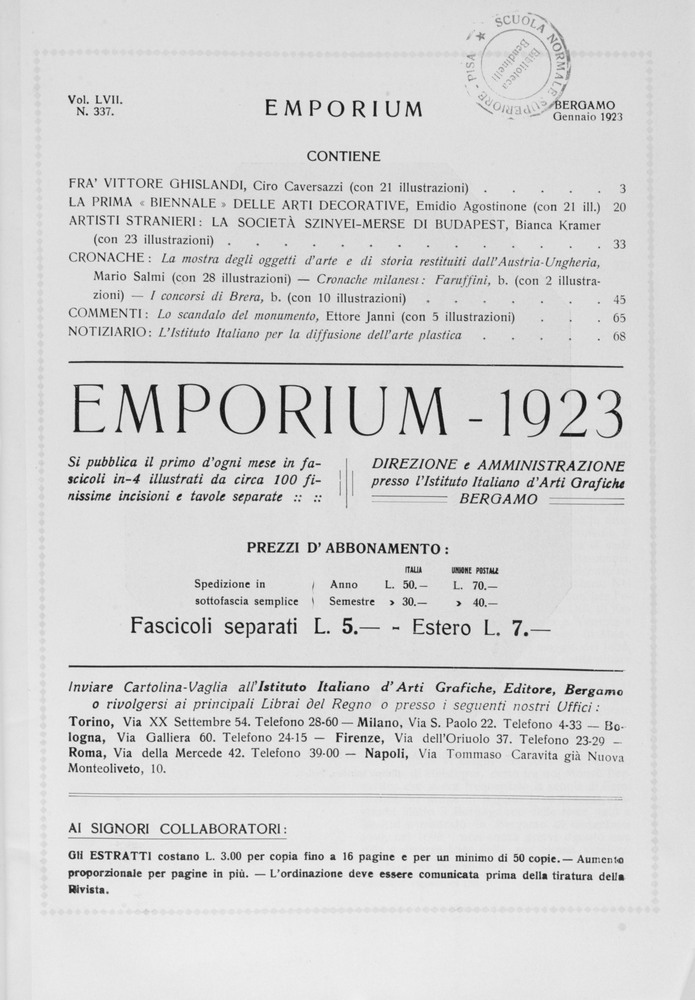 SCUOLA NORMALE SUPERIORE - PISA
Biblioteca
Vol. LVII.
N. 337.
EMPORIUM
BERGAMO
Gennaio 1923
CONTIENE
FRA' VITTORE GHISLANDI, Ciro Caversazzi (con 21 illustrazioni) . . . . . 3
LA PRIMA « BIENNALE » DELLE ARTI DECORATIVE, Emidio Agostinone (con 21 ill.) 20
ARTISTI STRANIERI: LA SOCIETÀ SZINYEI-MERSE DI BUDAPEST, Bianca Kramer
(con 23 illustrazioni) . . . . . . . . . . . . . . 33
CRONACHE: La mostra degli oggetti d'arte e di storia restituiti dall'Austria-Ungheria,
Mario Salmi (con 28 illustrazioni) — Cronache milanesi: Faruffini, b. (con 2 illustra-
zioni) — I concorsi di Brera, b. (con 10 illustrazioni) . . . . . . . 45
COMMENTI: Lo scandalo del monumento, Ettore Janni (con 5 illustrazioni) . . . 65
NOTIZIARIO: L'Istituto Italiano per la diffusione dell'arte plastica . . . . . 68
EMPORIUM - 1923
Si pubblica il primo d'ogni mese in fa-
scicoli in-4 illustrati da circa 100 fi-
nissime incisioni e tavole separate :: ::
DIREZIONE e AMMINISTRAZIONE
presso l'Istituto Italiano d'Arti Grafiche
BERGAMO
PREZZI D'ABBONAMENTO:
ITALIA UNIONE POSTALE
Spedizione in ( Anno L. 50.— L. 70.—
sottofascia semplice ) Semestre » 30.— » 40.—
Fascicoli separati L. 5.— - Estero L. 7.—
Inviare Cartolina-Vaglia all'Istituto Italiano d'Arti Grafiche, Editore, Bergamo
o rivolgersi ai principali Librai del Regno o presso i seguenti nostri Uffici:
Torino, Via XX Settembre 54. Telefono 28-60 — Milano, Via S. Paolo 22. Telefono 4-33 — Bo-
logna, Via Galliera 60. Telefono 24-15 — Firenze, Via dell'Oriuolo 37. Telefono 23-29 —
Roma, Via della Mercede 42. Telefono 39-00 — Napoli, Via Tommaso Caravita già Nuova
Monteoliveto, 10.
AI SIGNORI COLLABORATORI:
Gli ESTRATTI costano L. 3.00 per copia fino a 16 pagine e per un minimo di 50 copie. — Aumento
proporzionale per pagine in più. — L'ordinazione deve essere comunicata prima della tiratura della
Rivista.